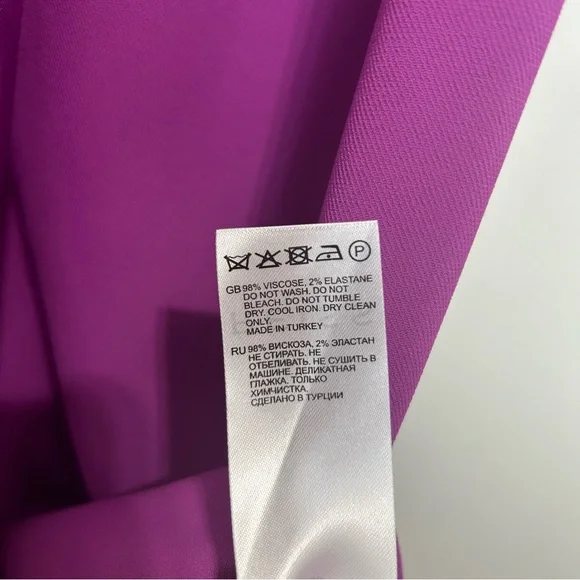 P
GB 98% VISCOSE, 2% ELASTANE
DO NOT WASH. DO NOT
BLEACH. DO NOT TUMBLE
DRY. COOL IRON. DRY CLEAN
ONLY.
MADE IN TURKEY
RU 98% ВИСКОЗА, 2% ЭЛАСТАН
НЕ СТИРАТЬ. НЕ
ОТБЕЛИВАТЬ. НЕ СУШИТЬ В
МАШИНЕ. ДЕЛИКАТНАЯ
ГЛАЖКА. ТОЛЬКО
ХИМЧИСТКА.
СДЕЛАНО В ТУРЦИИ